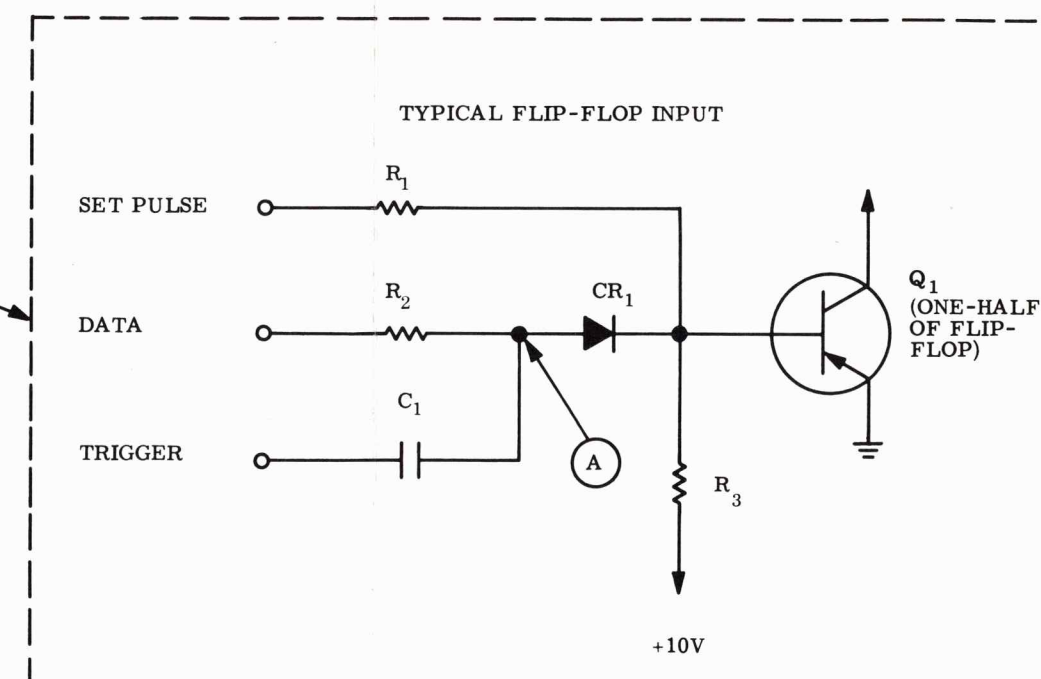 TYPICAL FLIP-FLOP INPUT
R1
SET PULSE
R2
CR1
Q1
(ONE-HALF
OF FLIP-
FLOP)
DATA
C1
TRIGGER
A
R3
+10V